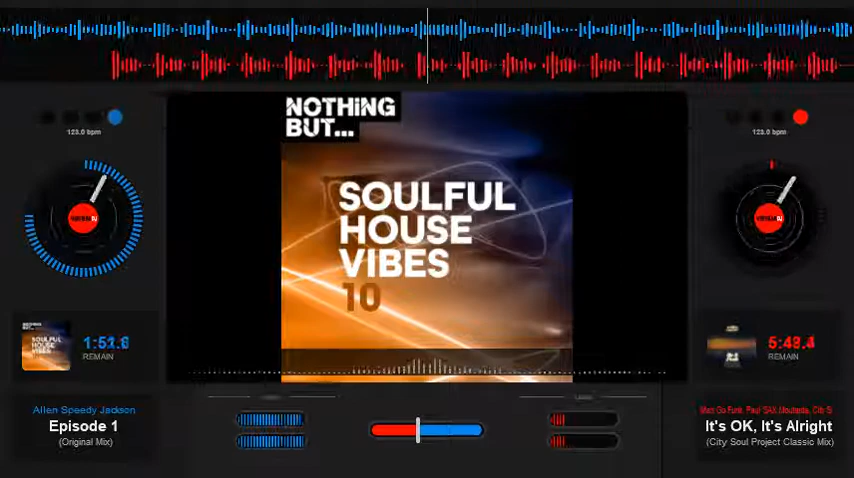 NOTHING
BUT...
SOULFUL
HOUSE
VIBES
10
123.0 bpm
123.0 bpm
REMAIN
REMAIN
Allen Speedy Jackson
Episode 1
(Original Mix)
It's OK, It's Alright
(City Soul Project Classic Mix)